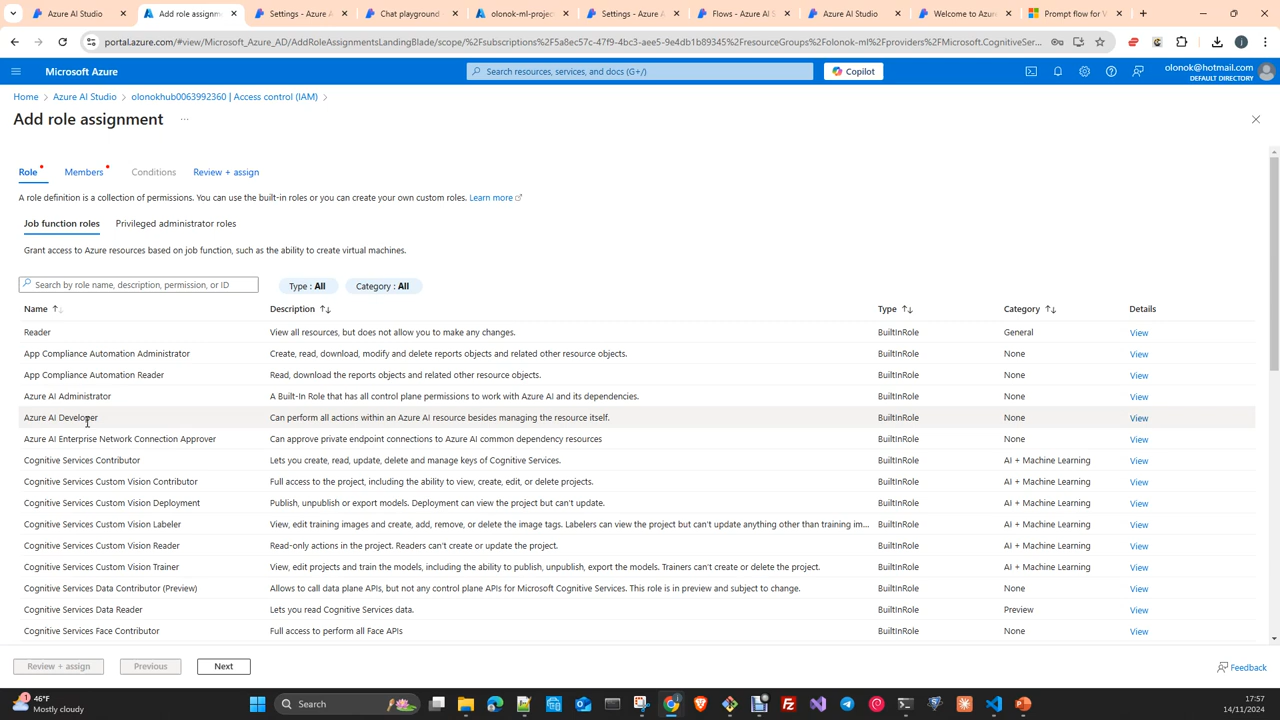 Azure AI Studio
Add role assignm
Settings - Azure A
Chat playground
olonok-ml-projec
Settings - Azure A
Flows - Azure AI S
Azure AI Studio
Welcome to Azure
Prompt flow for V
portal.azure.com/#view/Microsoft_Azure_AD/AddRoleAssignmentsLandingBlade/scope/%2Fsubscriptions%2F5a8ec57c-47f9-4bc3-aee5-9e4db1b89345%2FresourceGroups%2Folonok-ml%2Fproviders%2FMicrosoft.CognitiveSer...
Microsoft Azure
Search resources, services, and docs (G+/)
Copilot
olonok@hotmail.com
DEFAULT DIRECTORY
Home > Azure AI Studio > olonokhub0063992360 | Access control (IAM) >
Add role assignment ...
Role Members Conditions Review + assign
A role definition is a collection of permissions. You can use the built-in roles or you can create your own custom roles. Learn more
Job function roles Privileged administrator roles
Grant access to Azure resources based on job function, such as the ability to create virtual machines.
Search by role name, description, permission, or ID
Type : All
Category : All
Name Description Type Category Details
Reader View all resources, but does not allow you to make any changes. BuiltInRole General View
App Compliance Automation Administrator Create, read, download, modify and delete reports objects and related other resource objects. BuiltInRole None View
App Compliance Automation Reader Read, download the reports objects and related other resource objects. BuiltInRole None View
Azure AI Administrator A Built-In Role that has all control plane permissions to work with Azure AI and its dependencies. BuiltInRole None View
Azure AI Developer Can perform all actions within an Azure AI resource besides managing the resource itself. BuiltInRole None View
Azure AI Enterprise Network Connection Approver Can approve private endpoint connections to Azure AI common dependency resources BuiltInRole None View
Cognitive Services Contributor Lets you create, read, update, delete and manage keys of Cognitive Services. BuiltInRole AI + Machine Learning View
Cognitive Services Custom Vision Contributor Full access to the project, including the ability to view, create, edit, or delete projects. BuiltInRole AI + Machine Learning View
Cognitive Services Custom Vision Deployment Publish, unpublish or export models. Deployment can view the project but can't update. BuiltInRole AI + Machine Learning View
Cognitive Services Custom Vision Labeler View, edit training images and create, add, remove, or delete the image tags. Labelers can view the project but can't update anything other than training im... BuiltInRole AI + Machine Learning View
Cognitive Services Custom Vision Reader Read-only actions in the project. Readers can't create or update the project. BuiltInRole AI + Machine Learning View
Cognitive Services Custom Vision Trainer View, edit projects and train the models, including the ability to publish, unpublish, export the models. Trainers can't create or delete the project. BuiltInRole AI + Machine Learning View
Cognitive Services Data Contributor (Preview) Allows to call data plane APIs, but not any control plane APIs for Microsoft Cognitive Services. This role is in preview and subject to change. BuiltInRole None View
Cognitive Services Data Reader Lets you read Cognitive Services data. BuiltInRole Preview View
Cognitive Services Face Contributor Full access to perform all Face APIs BuiltInRole None View
Review + assign Previous Next
Feedback
46°F
Mostly cloudy
Search
17:57
14/11/2024